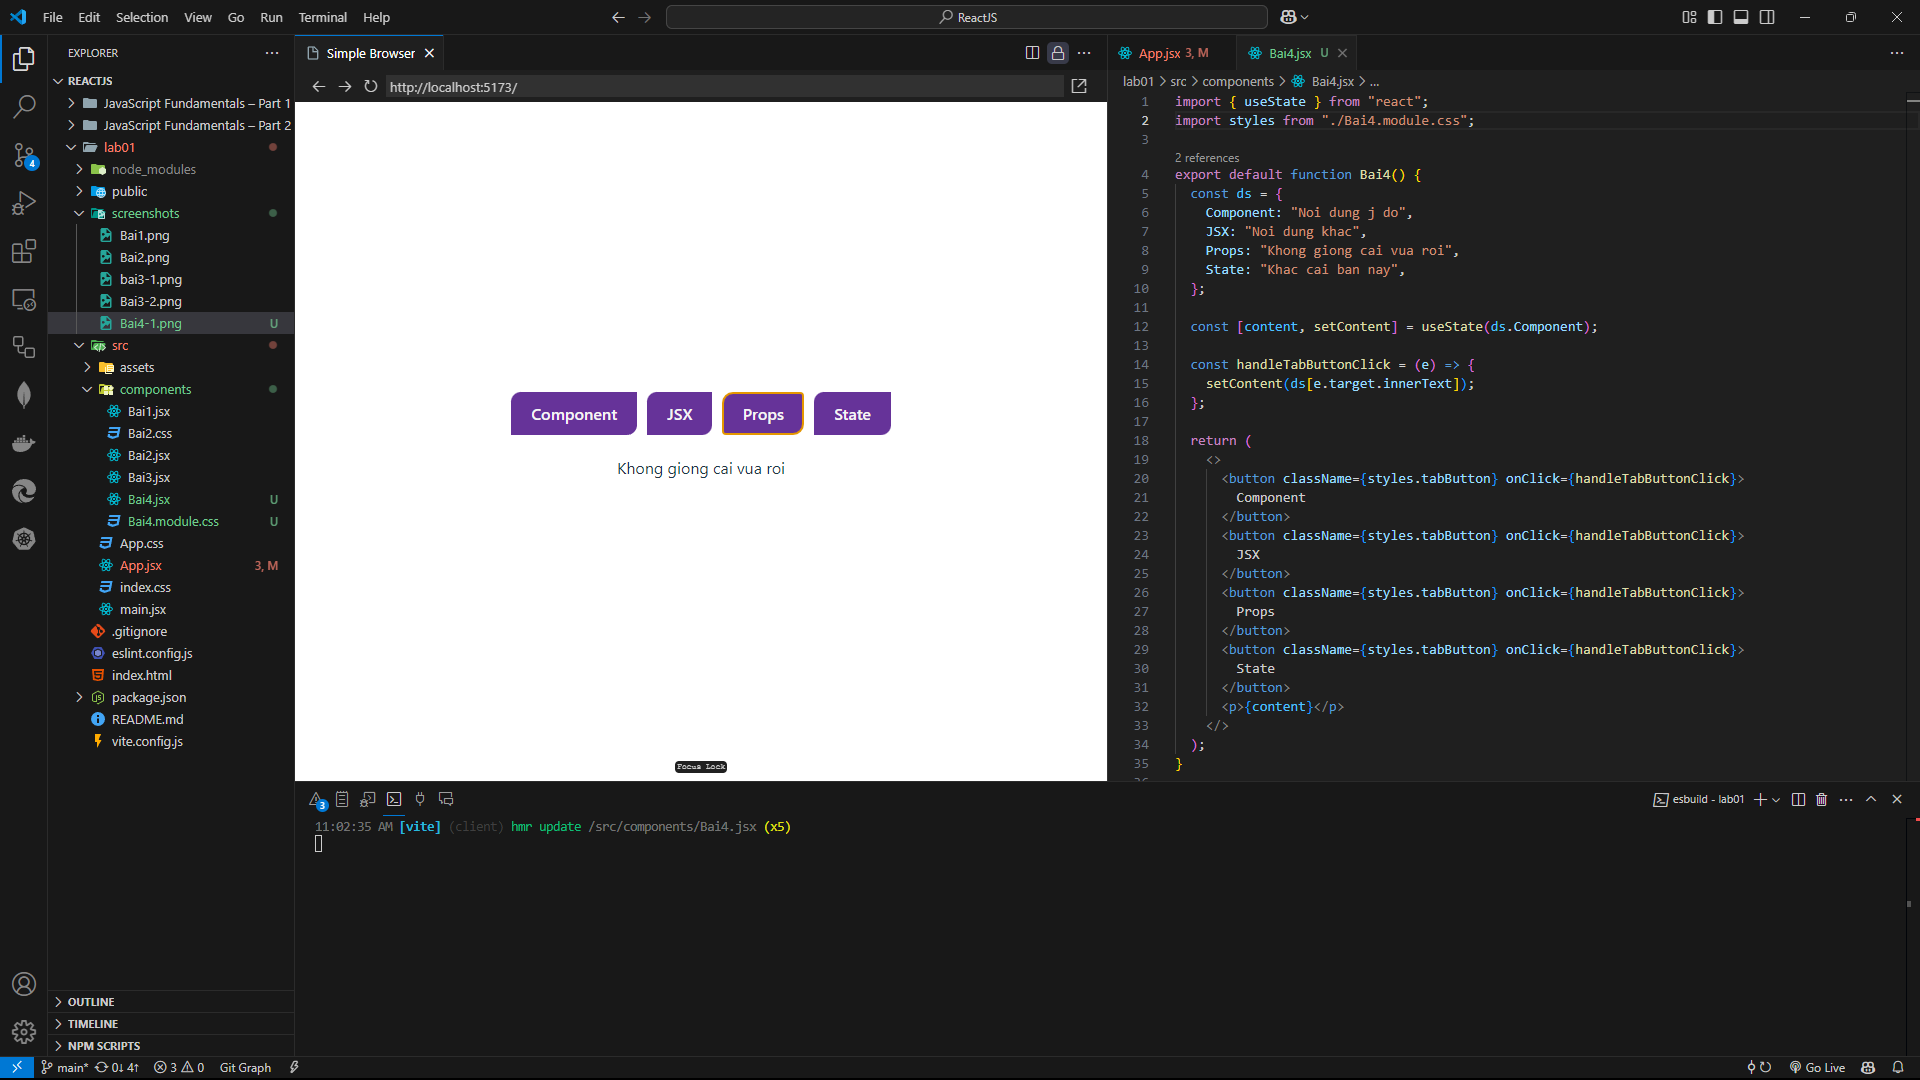 File Edit Selection View Go Run Terminal Help
ReactJS
EXPLORER
REACTJS
JavaScript Fundamentals – Part 1
JavaScript Fundamentals – Part 2
lab01
node_modules
public
screenshots
Bai1.png
Bai2.png
bai3-1.png
Bai3-2.png
Bai4-1.png U
src
assets
components
Bai1.jsx
Bai2.css
Bai2.jsx
Bai3.jsx
Bai4.jsx U
Bai4.module.css U
App.css
App.jsx 3, M
index.css
main.jsx
.gitignore
eslint.config.js
index.html
package.json
README.md
vite.config.js
OUTLINE
TIMELINE
NPM SCRIPTS
Simple Browser
http://localhost:5173/
Component JSX Props State
Khong giong cai vua roi
Focus Lock
App.jsx 3, M Bai4.jsx U
lab01 > src > components > Bai4.jsx > ...
1 import { useState } from "react";
2 import styles from "./Bai4.module.css";
3
2 references
4 export default function Bai4() {
5 const ds = {
6 Component: "Noi dung j do",
7 JSX: "Noi dung khac",
8 Props: "Khong giong cai vua roi",
9 State: "Khac cai ban nay",
10 };
11
12 const [content, setContent] = useState(ds.Component);
13
14 const handleTabButtonClick = (e) => {
15 setContent(ds[e.target.innerText]);
16 };
17
18 return (
19 <>
20 <button className={styles.tabButton} onClick={handleTabButtonClick}>
21 Component
22 </button>
23 <button className={styles.tabButton} onClick={handleTabButtonClick}>
24 JSX
25 </button>
26 <button className={styles.tabButton} onClick={handleTabButtonClick}>
27 Props
28 </button>
29 <button className={styles.tabButton} onClick={handleTabButtonClick}>
30 State
31 </button>
32 <p>{content}</p>
33 </>
34 );
35 }
esbuild - lab01
11:02:35 AM [vite] (client) hmr update /src/components/Bai4.jsx (x5)
main* 0↓ 4↑ 3 0 Git Graph
Go Live